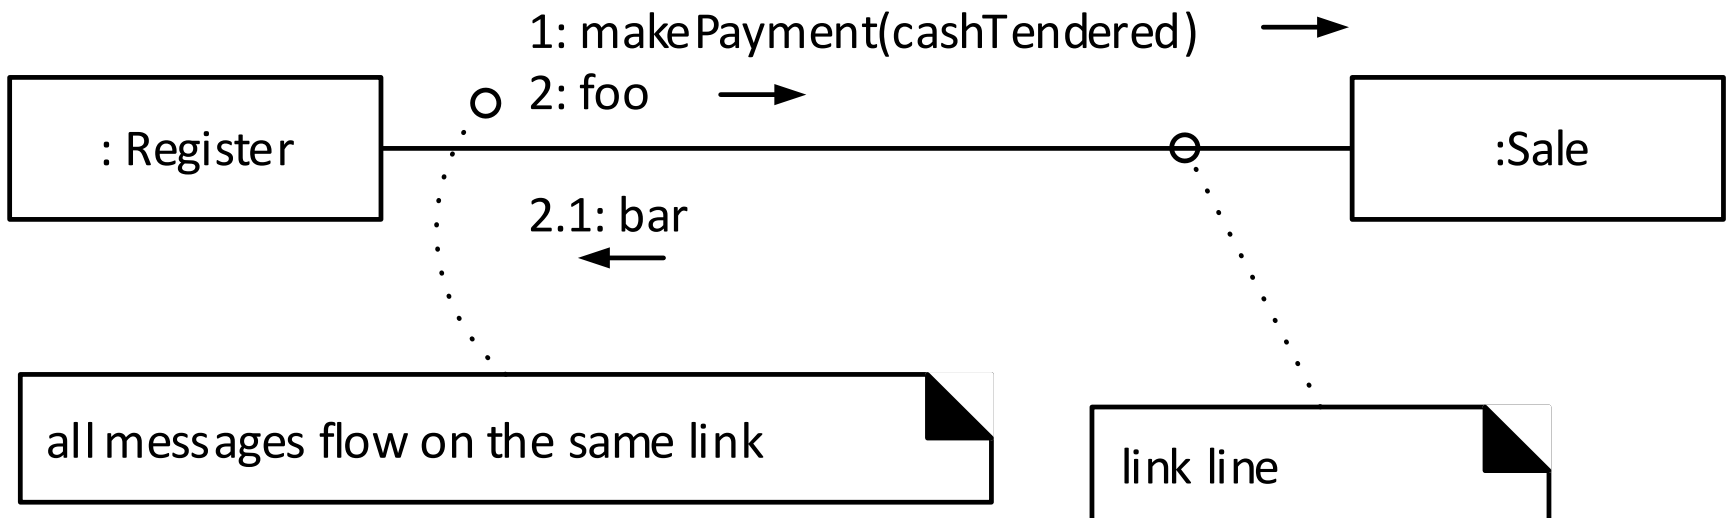 1: makePayment(cashTendered)
2: foo
: Register
:Sale
2.1: bar
all messages flow on the same link
link line